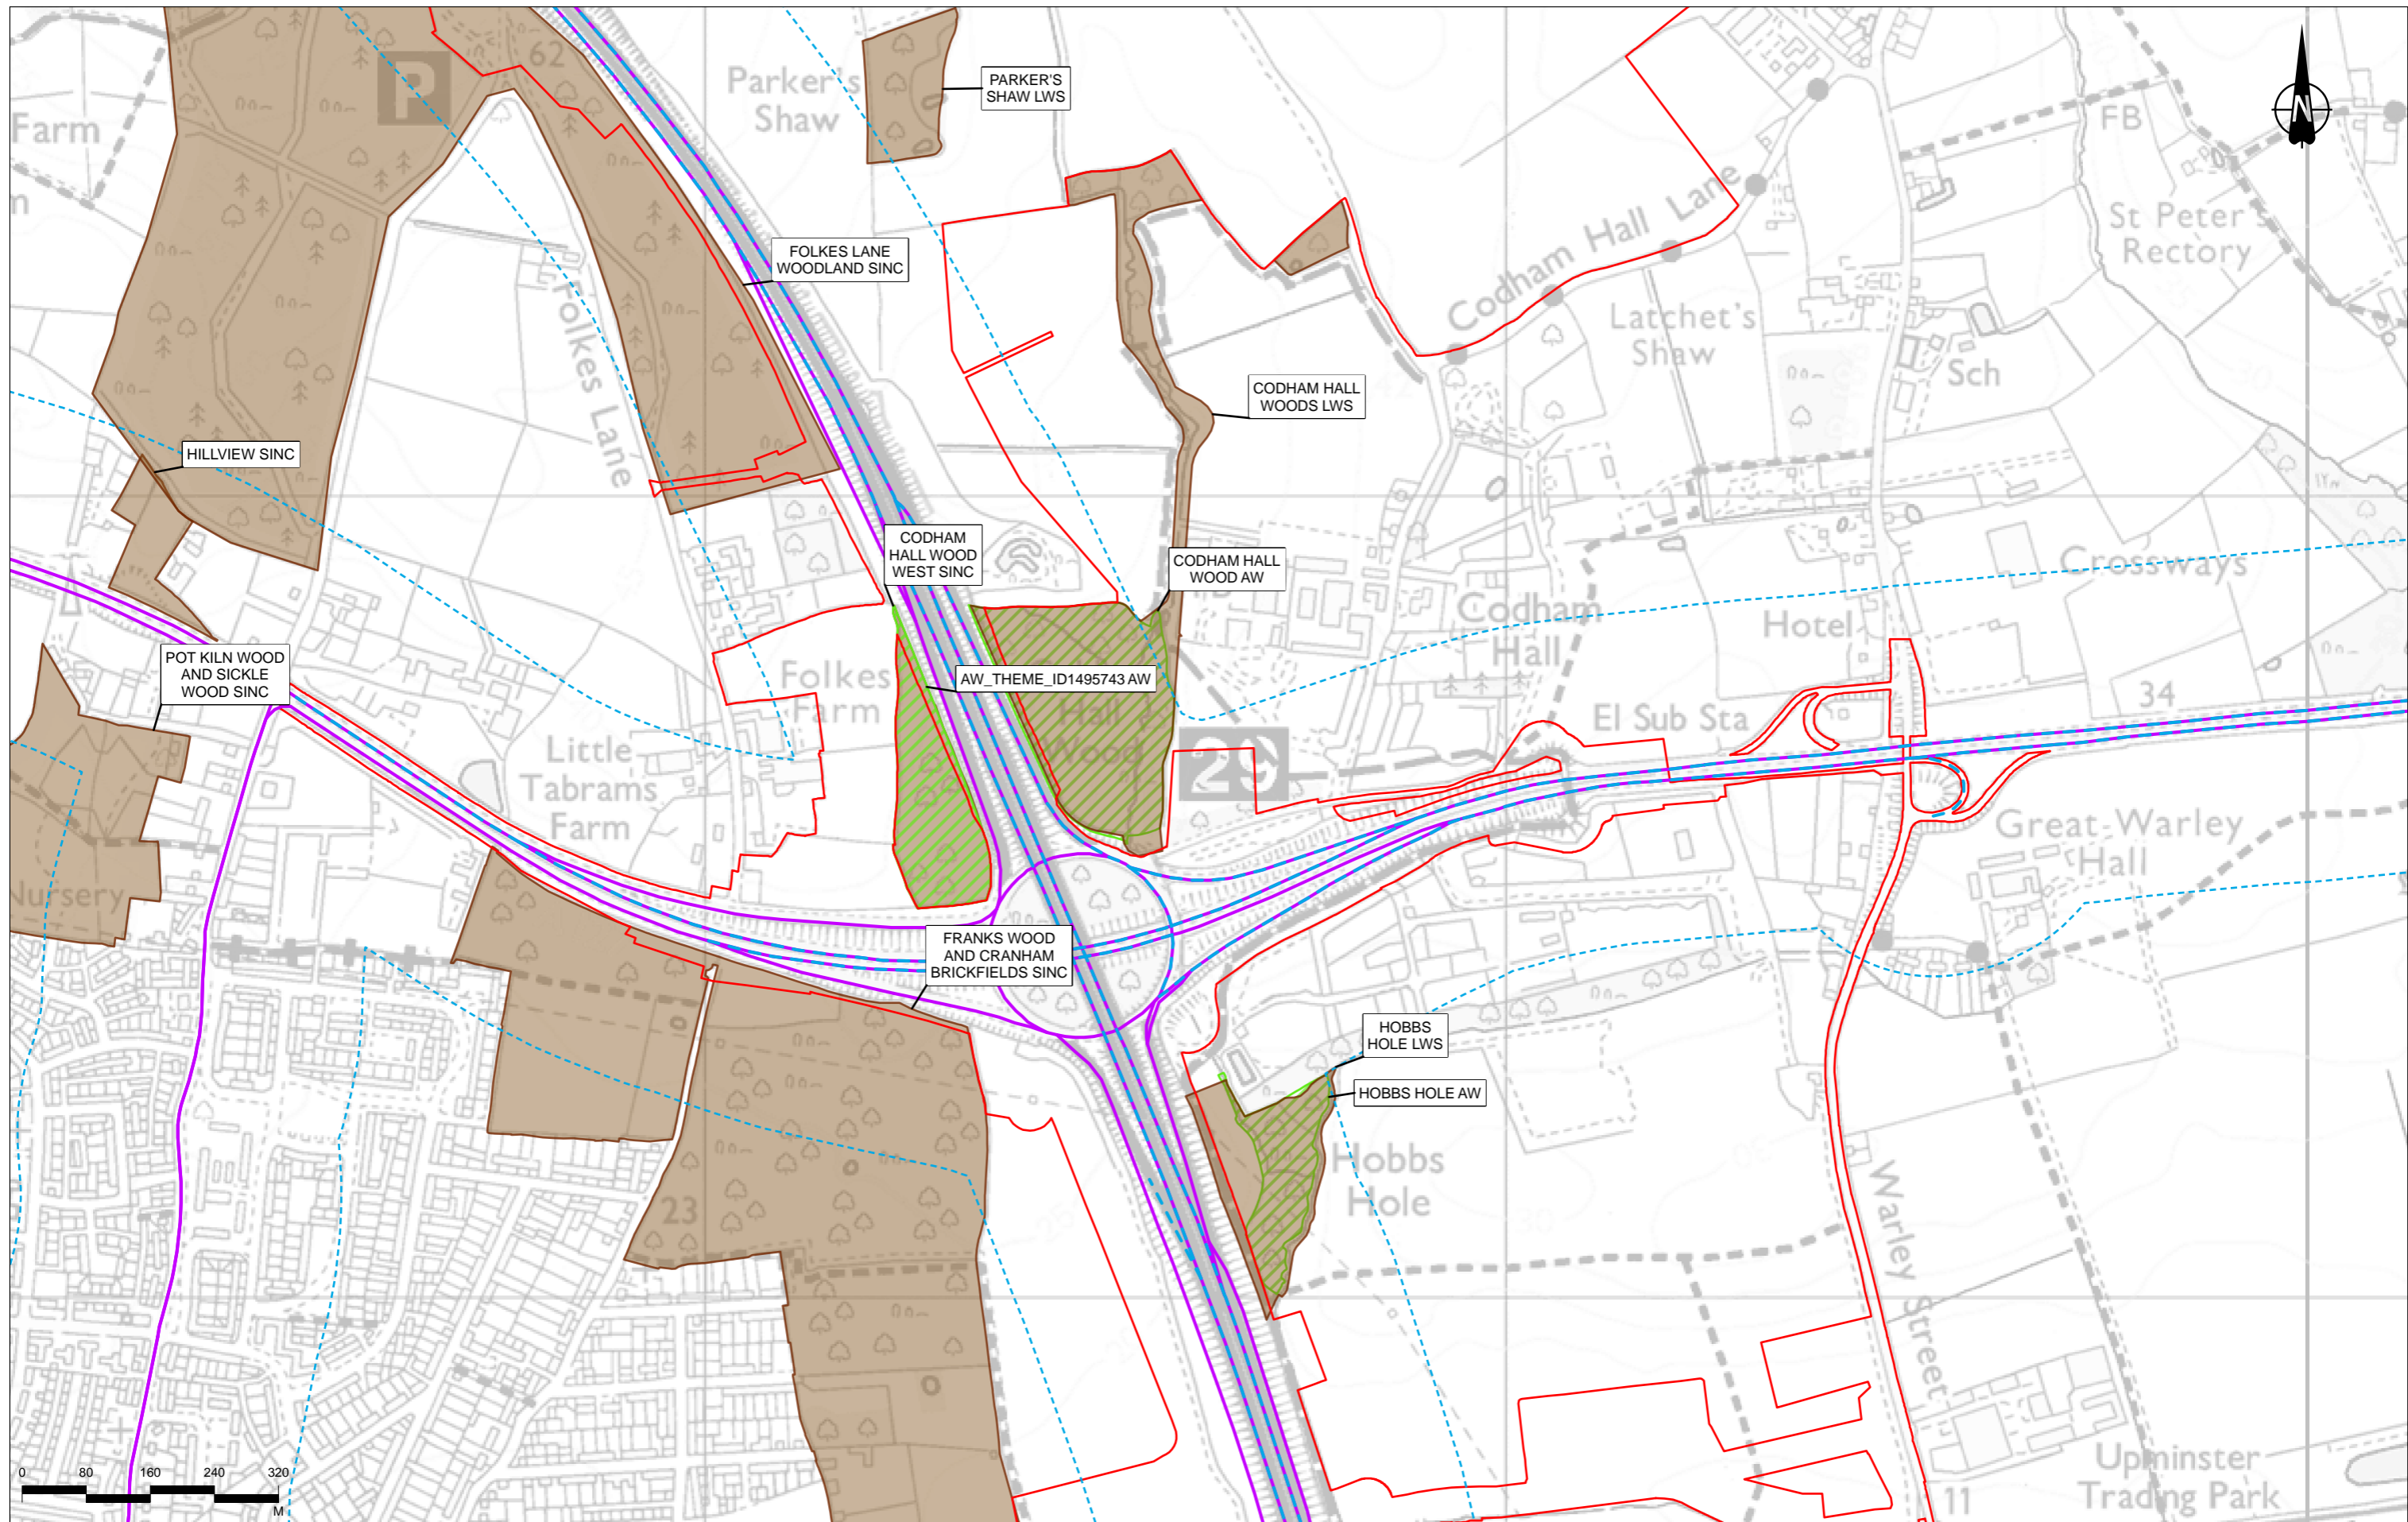 62
P
Farm
Parker's
Shaw
PARKER'S
SHAW LWS
N
FB
Codham Hall Lane
St Peter's
Rectory
FOLKES LANE
WOODLAND SINC
Folkes Lane
Latchet's
Shaw
Sch
CODHAM HALL
WOODS LWS
HILLVIEW SINC
CODHAM
HALL WOOD
WEST SINC
CODHAM HALL
WOOD AW
Crossways
Codham
Hall
Hotel
POT KILN WOOD
AND SICKLE
WOOD SINC
Folkes
Farm
AW_THEME_ID1495743 AW
Hall
Wood
El Sub Sta
34
29
Little
Tabrams
Farm
Great Warley
Hall
Nursery
FRANKS WOOD
AND CRANHAM
BRICKFIELDS SINC
HOBBS
HOLE LWS
HOBBS HOLE AW
Hobbs
Hole
23
Warley Street
Upminster
Trading Park
11
0 80 160 240 320
M